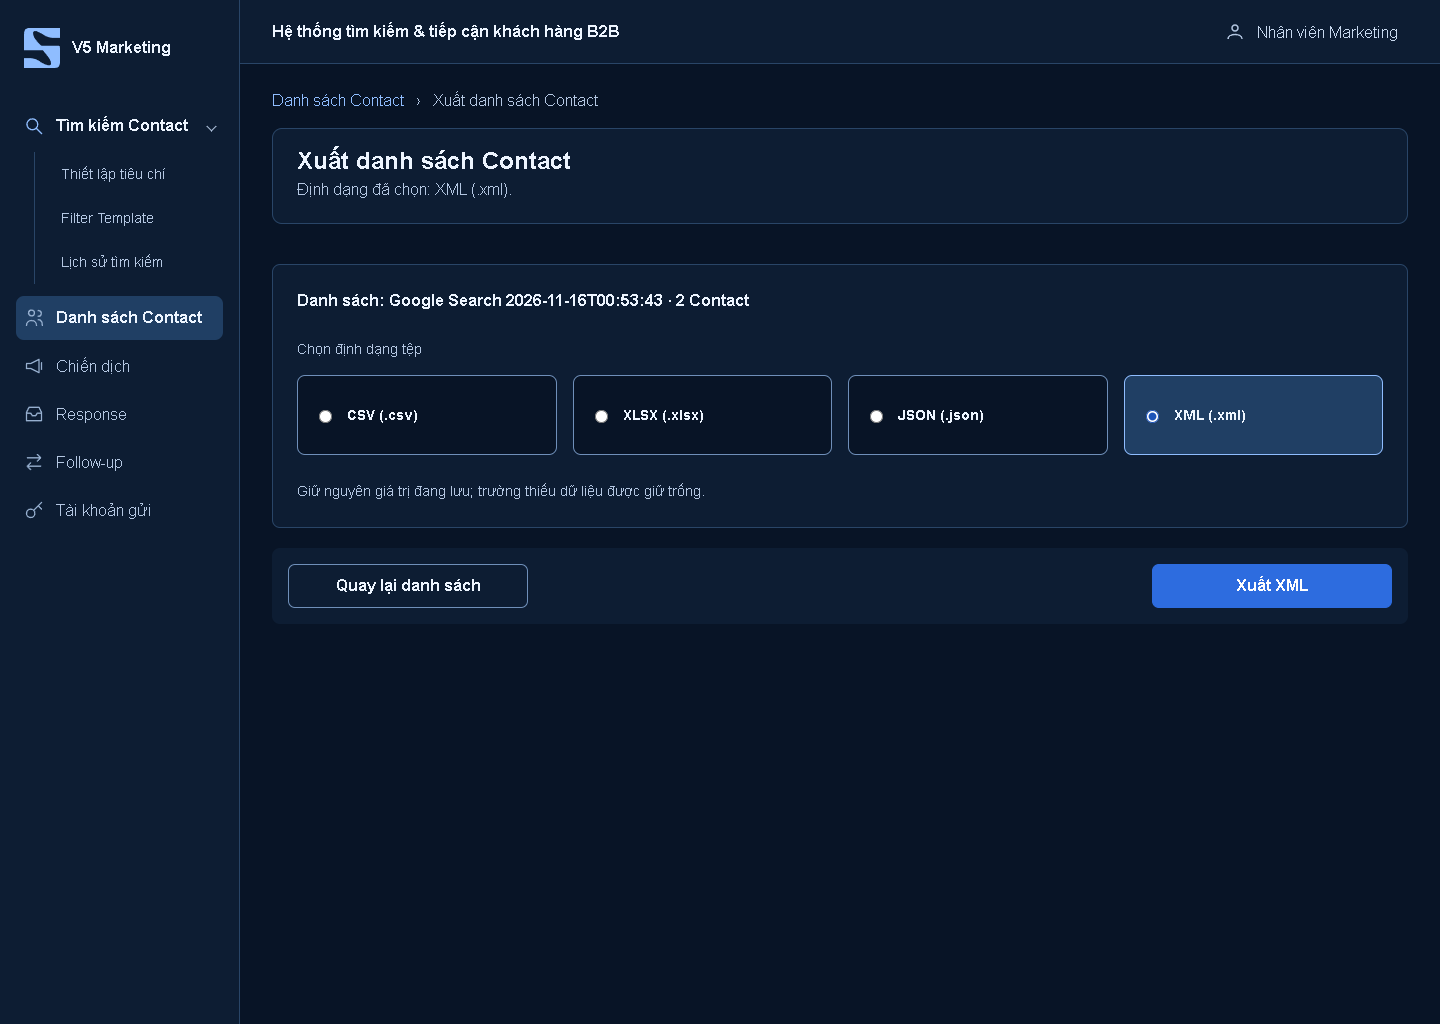 V5 Marketing
Hệ thống tìm kiếm & tiếp cận khách hàng B2B
Nhân viên Marketing
Tìm kiếm Contact
Thiết lập tiêu chí
Filter Template
Lịch sử tìm kiếm
Danh sách Contact
Chiến dịch
Response
Follow-up
Tài khoản gửi
Danh sách Contact › Xuất danh sách Contact
Xuất danh sách Contact
Định dạng đã chọn: XML (.xml).
Danh sách: Google Search 2026-11-16T00:53:43 · 2 Contact
Chọn định dạng tệp
CSV (.csv)
XLSX (.xlsx)
JSON (.json)
XML (.xml)
Giữ nguyên giá trị đang lưu; trường thiếu dữ liệu được giữ trống.
Quay lại danh sách
Xuất XML